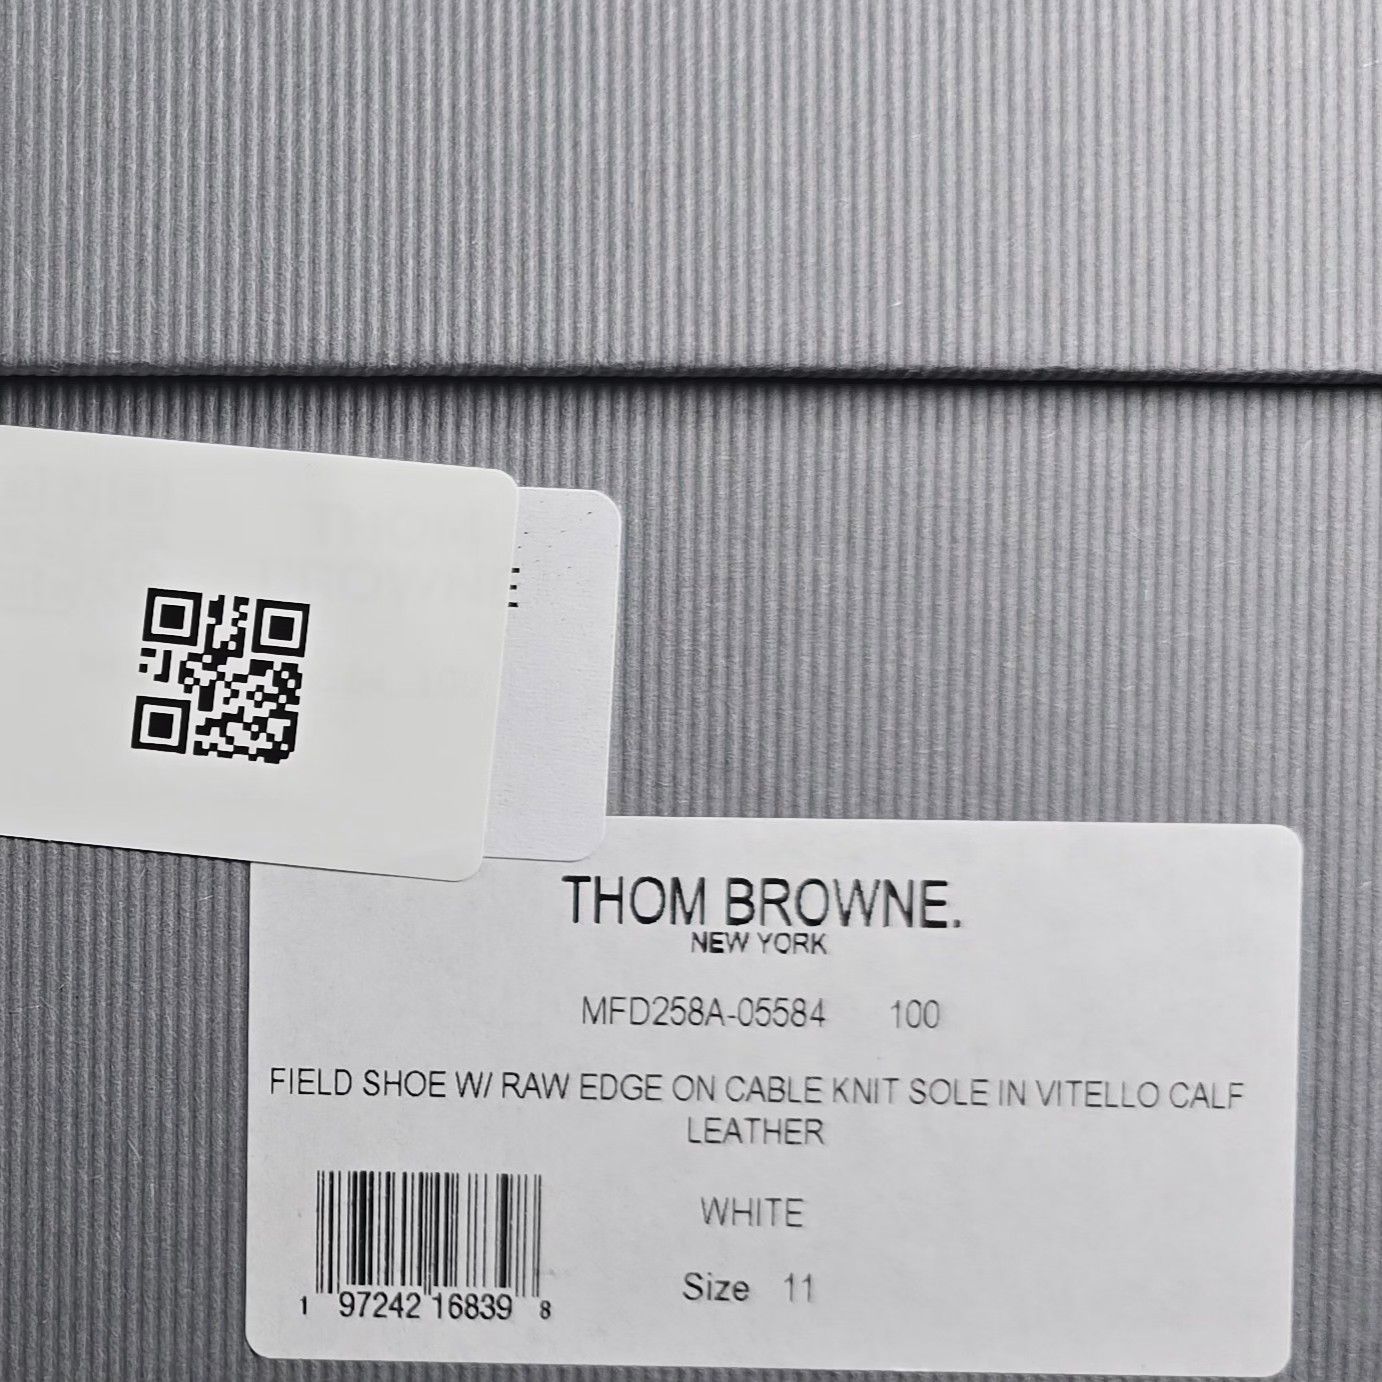 E
THOM BROWNE.
NEW YORK
MFD258A-05584 100
FIELD SHOE W/ RAW EDGE ON CABLE KNIT SOLE IN VITELLO CALF
LEATHER
WHITE
Size 11
1 97242 16839 8